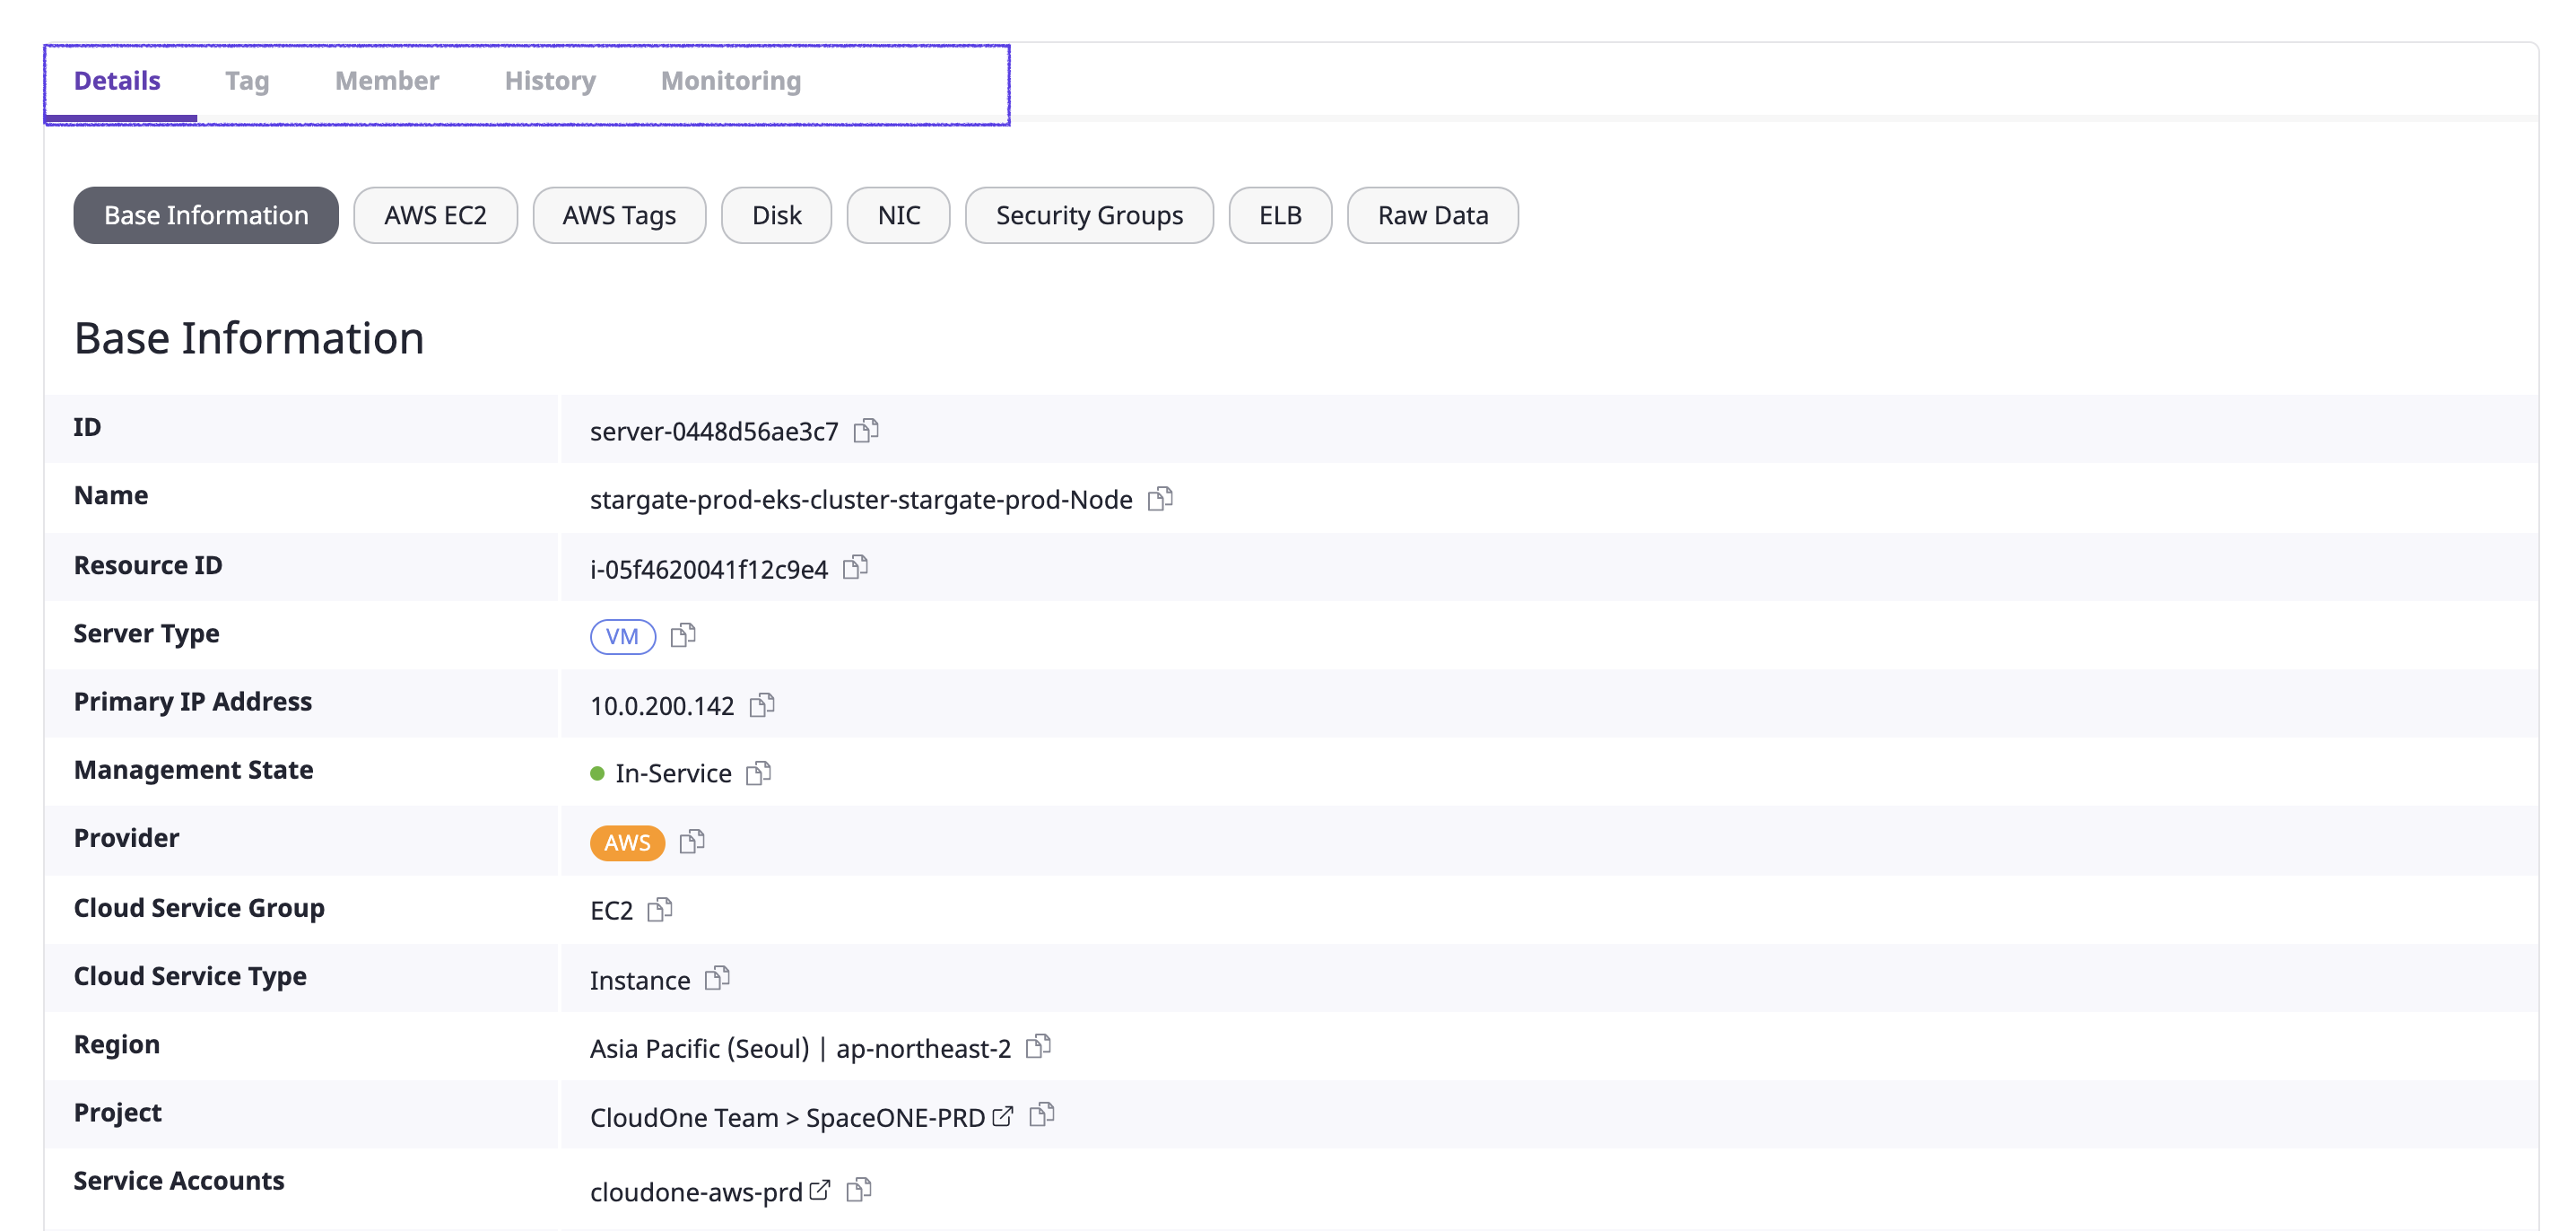 Details Tag Member History Monitoring
Base Information AWS EC2 AWS Tags Disk NIC Security Groups ELB Raw Data
Base Information
ID server-0448d56ae3c7
Name stargate-prod-eks-cluster-stargate-prod-Node
Resource ID i-05f4620041f12c9e4
Server Type VM
Primary IP Address 10.0.200.142
Management State In-Service
Provider AWS
Cloud Service Group EC2
Cloud Service Type Instance
Region Asia Pacific (Seoul) | ap-northeast-2
Project CloudOne Team > SpaceONE-PRD
Service Accounts cloudone-aws-prd